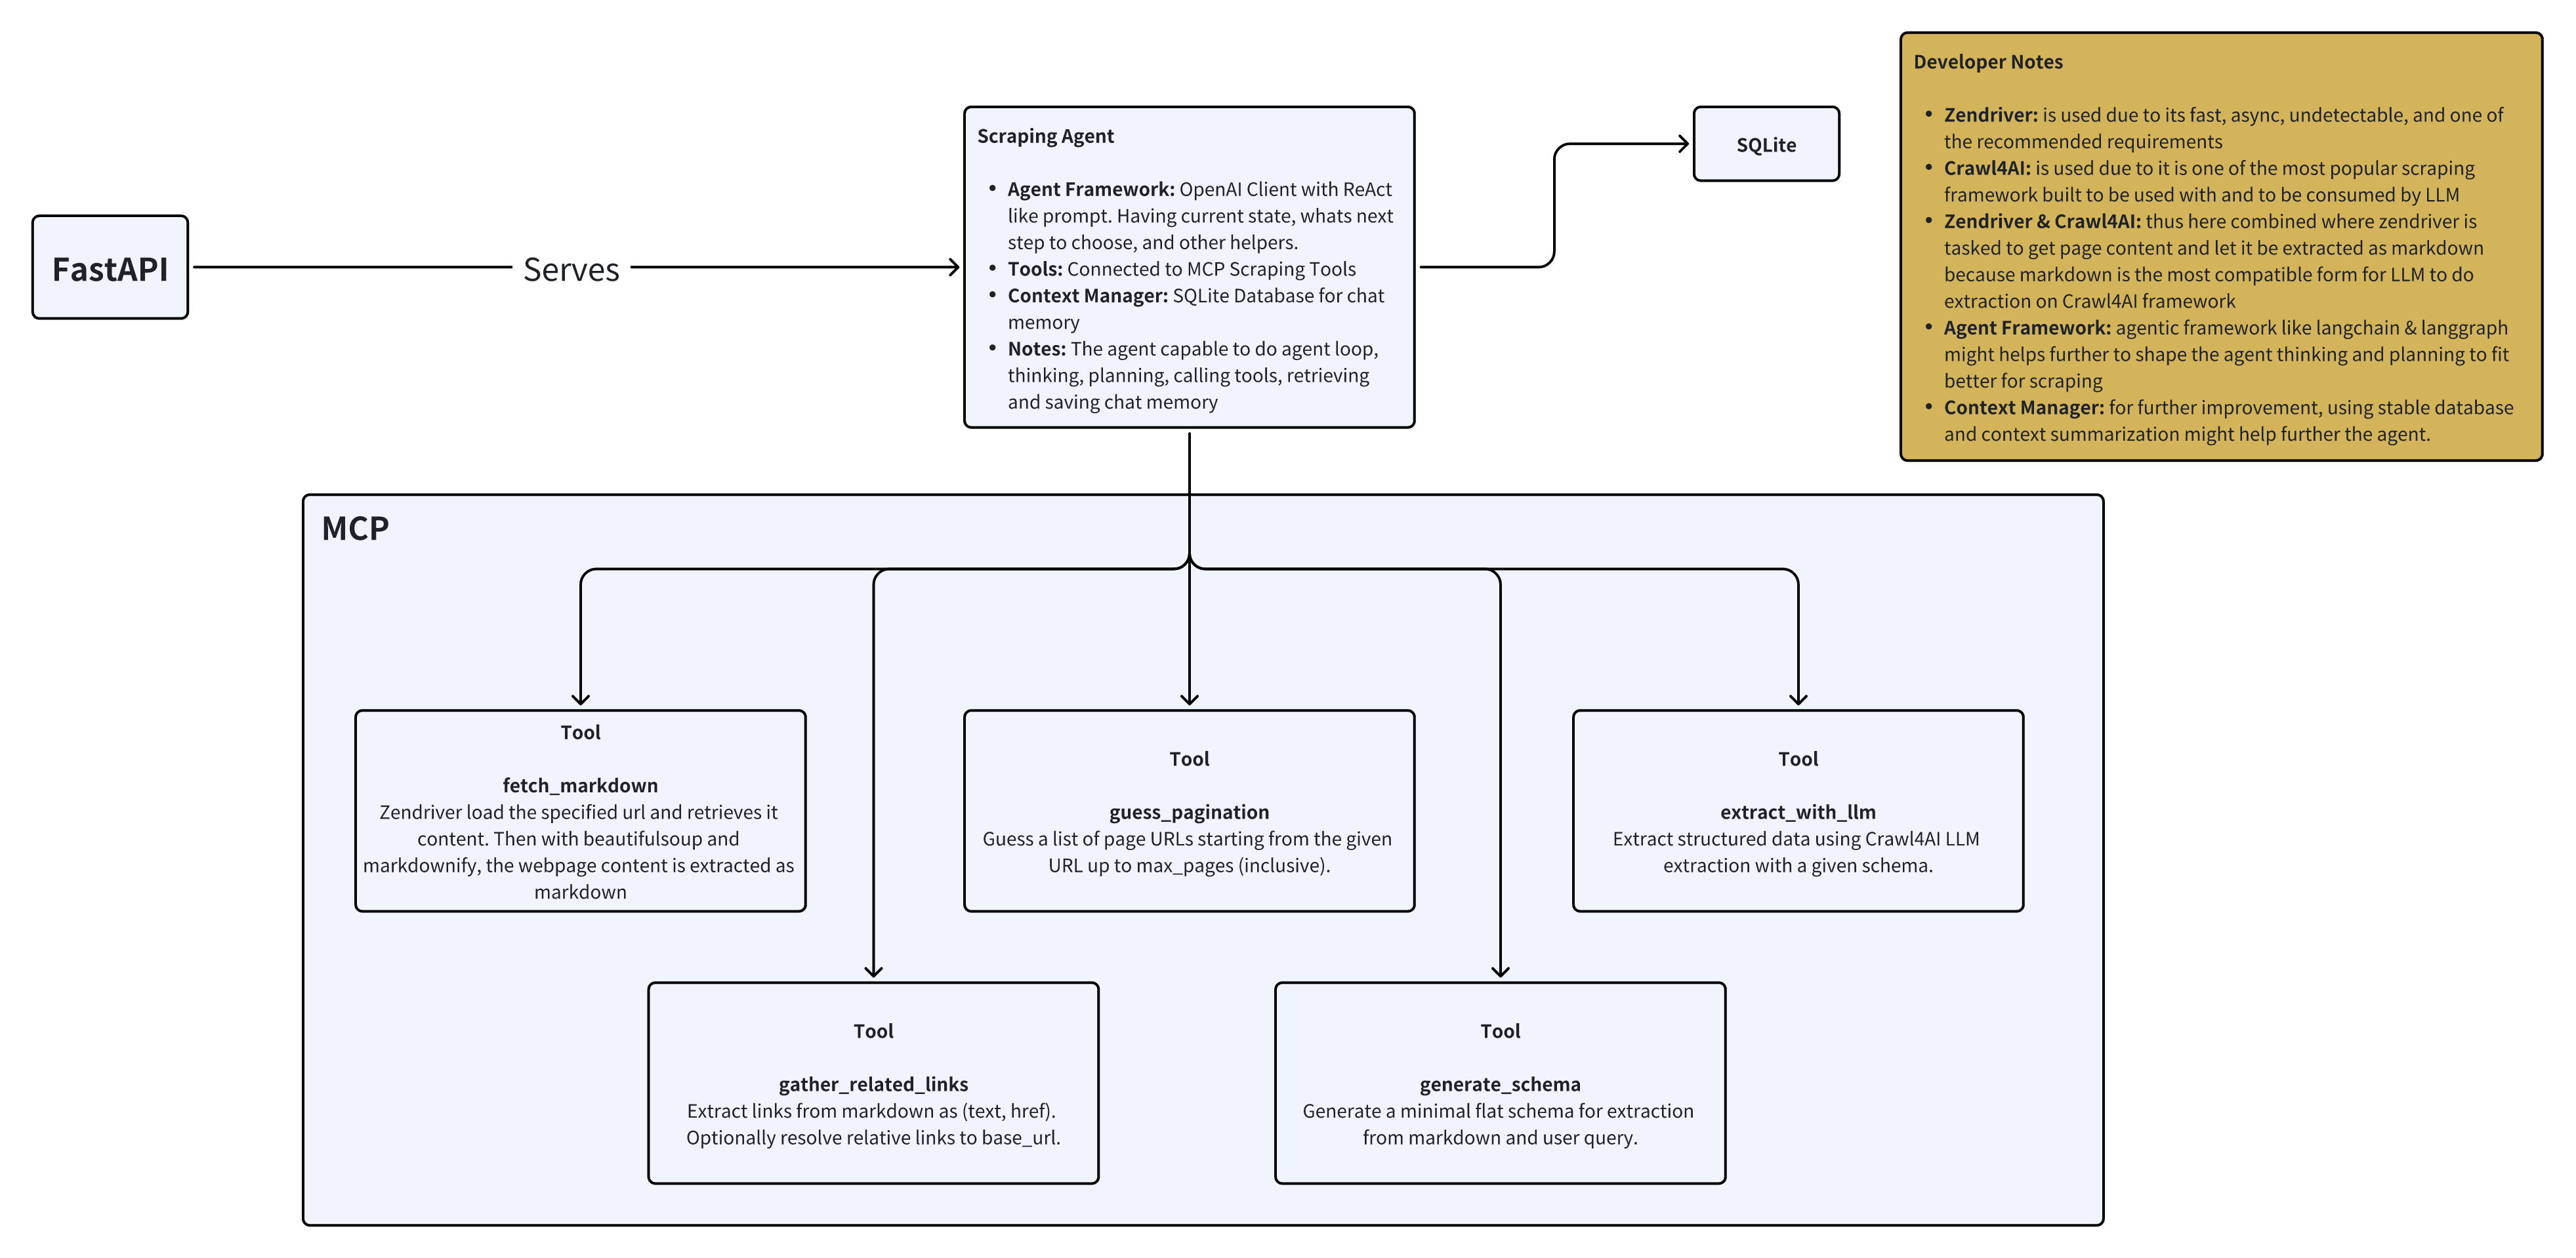 FastAPI
Serves
Scraping Agent
• Agent Framework: OpenAI Client with ReAct
like prompt. Having current state, whats next
step to choose, and other helpers.
• Tools: Connected to MCP Scraping Tools
• Context Manager: SQLite Database for chat
memory
• Notes: The agent capable to do agent loop,
thinking, planning, calling tools, retrieving
and saving chat memory
SQLite
Developer Notes
• Zendriver: is used due to its fast, async, undetectable, and one of
the recommended requirements
• Crawl4AI: is used due to it is one of the most popular scraping
framework built to be used with and to be consumed by LLM
• Zendriver & Crawl4AI: thus here combined where zendriver is
tasked to get page content and let it be extracted as markdown
because markdown is the most compatible form for LLM to do
extraction on Crawl4AI framework
• Agent Framework: agentic framework like langchain & langgraph
might helps further to shape the agent thinking and planning to fit
better for scraping
• Context Manager: for further improvement, using stable database
and context summarization might help further the agent.
MCP
Tool
fetch_markdown
Zendriver load the specified url and retrieves it
content. Then with beautifulsoup and
markdownify, the webpage content is extracted as
markdown
Tool
guess_pagination
Guess a list of page URLs starting from the given
URL up to max_pages (inclusive).
Tool
extract_with_llm
Extract structured data using Crawl4AI LLM
extraction with a given schema.
Tool
gather_related_links
Extract links from markdown as (text, href).
Optionally resolve relative links to base_url.
Tool
generate_schema
Generate a minimal flat schema for extraction
from markdown and user query.